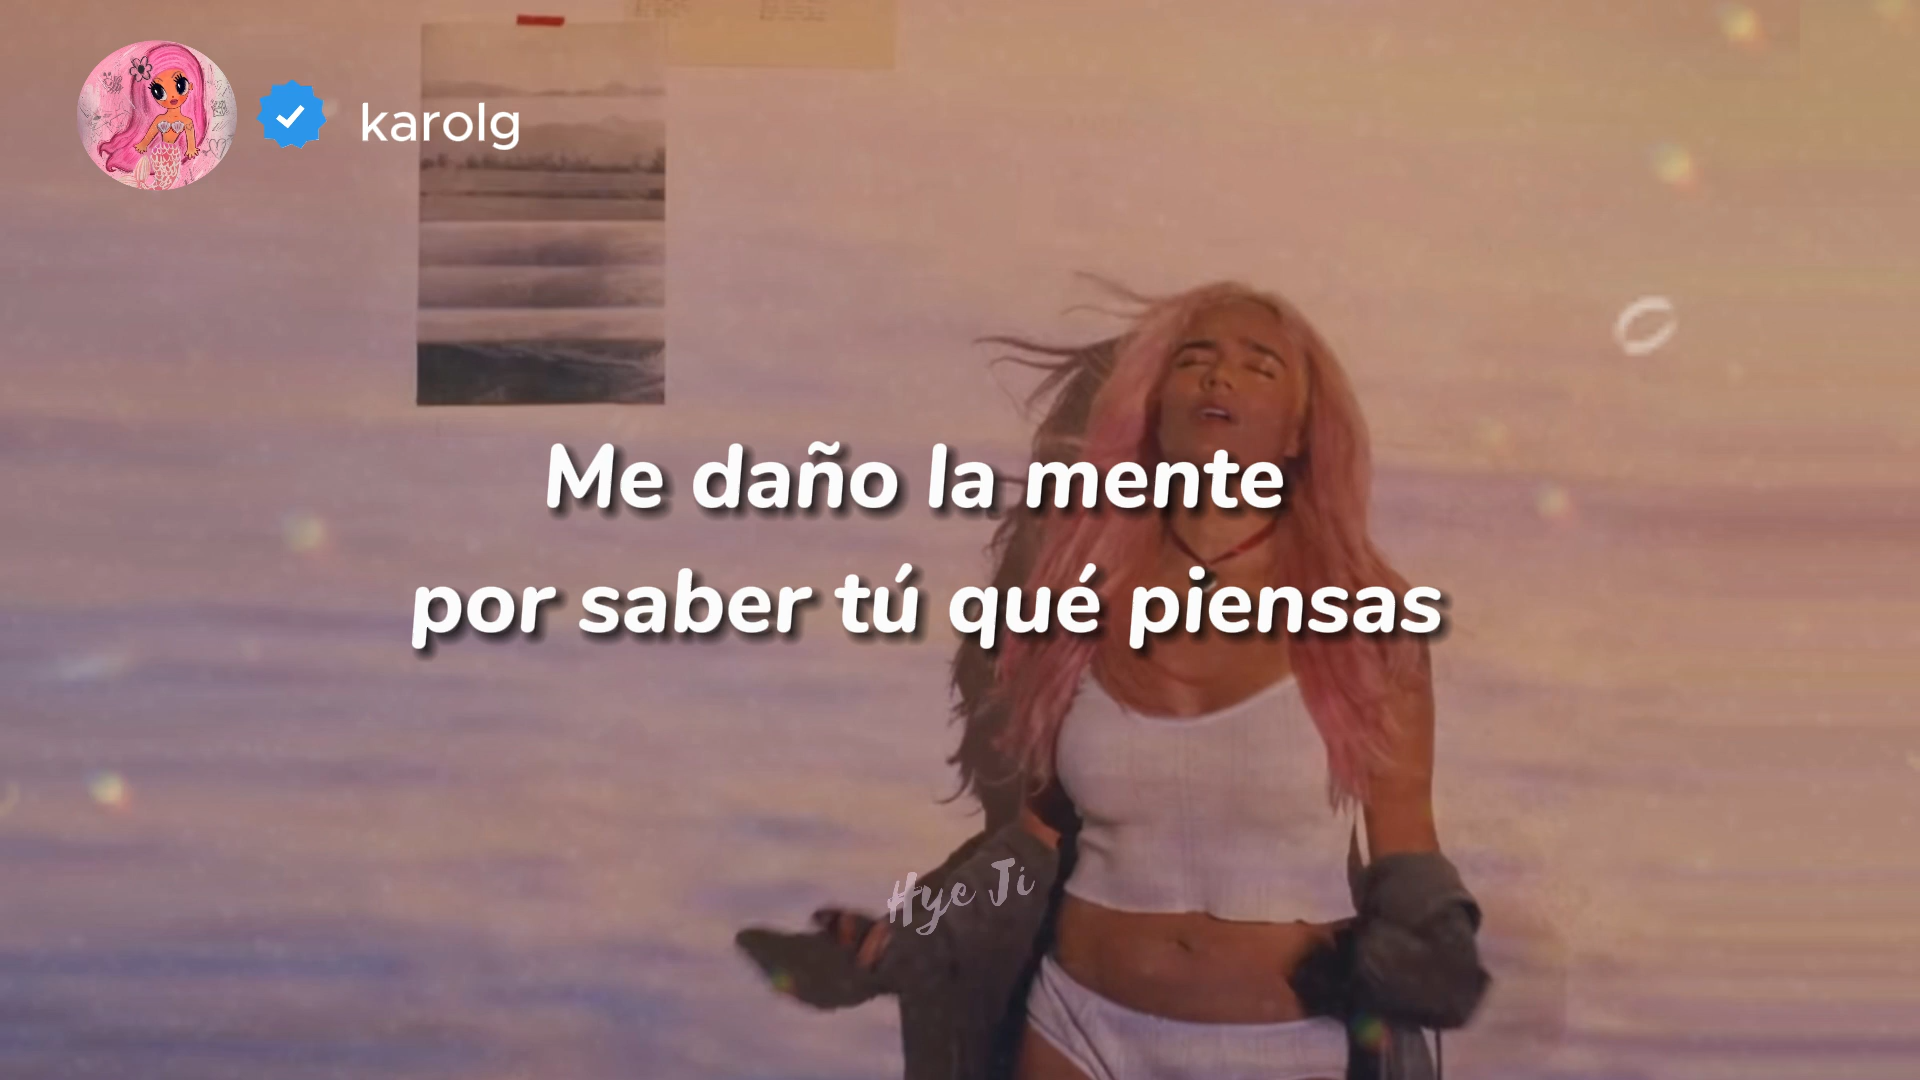 karolg
Me daño la mente
por saber tú qué piensas
Hye Ji